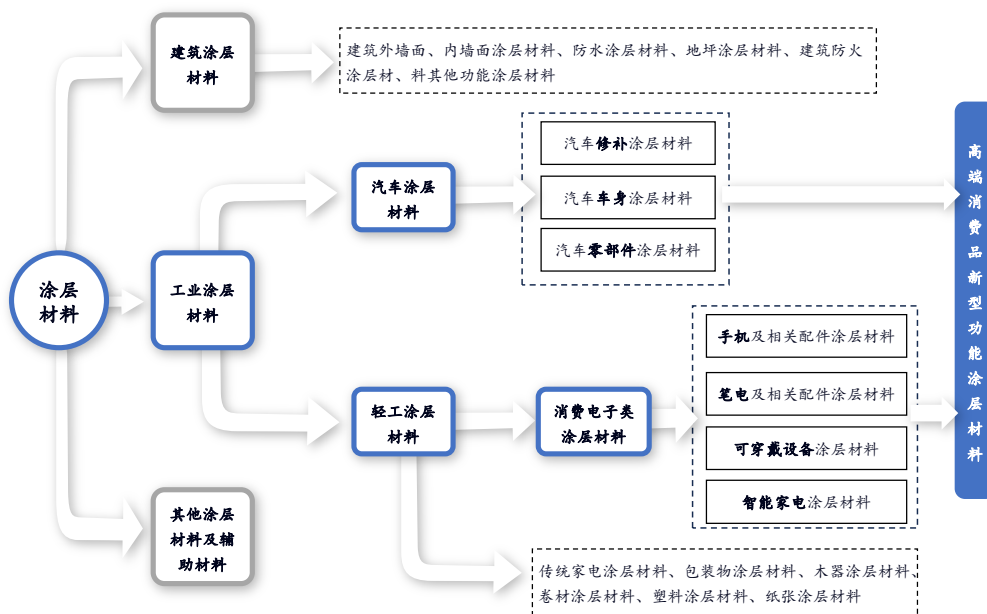 建筑涂层
材料
建筑外墙面、内墙面涂层材料、防水涂层材料、地坪涂层材料、建筑防火
涂层材、料其他功能涂层材料
汽车修补涂层材料
汽车涂层
材料
汽车车身涂层材料
汽车零部件涂层材料
涂层
材料
工业涂层
材料
手机及相关配件涂层材料
笔电及相关配件涂层材料
轻工涂层
材料
消费电子类
涂层材料
可穿戴设备涂层材料
智能家电涂层材料
高端消费品新型功能涂层材料
其他涂层
材料及辅
助材料
传统家电涂层材料、包装物涂层材料、木器涂层材料、
卷材涂层材料、塑料涂层材料、纸张涂层材料